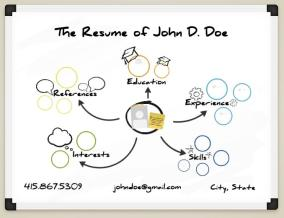 The Resume of John D. Doe
Education
References
Experience
Interests
Skills
415.867.5309
johndoe@gmail.com
City, State